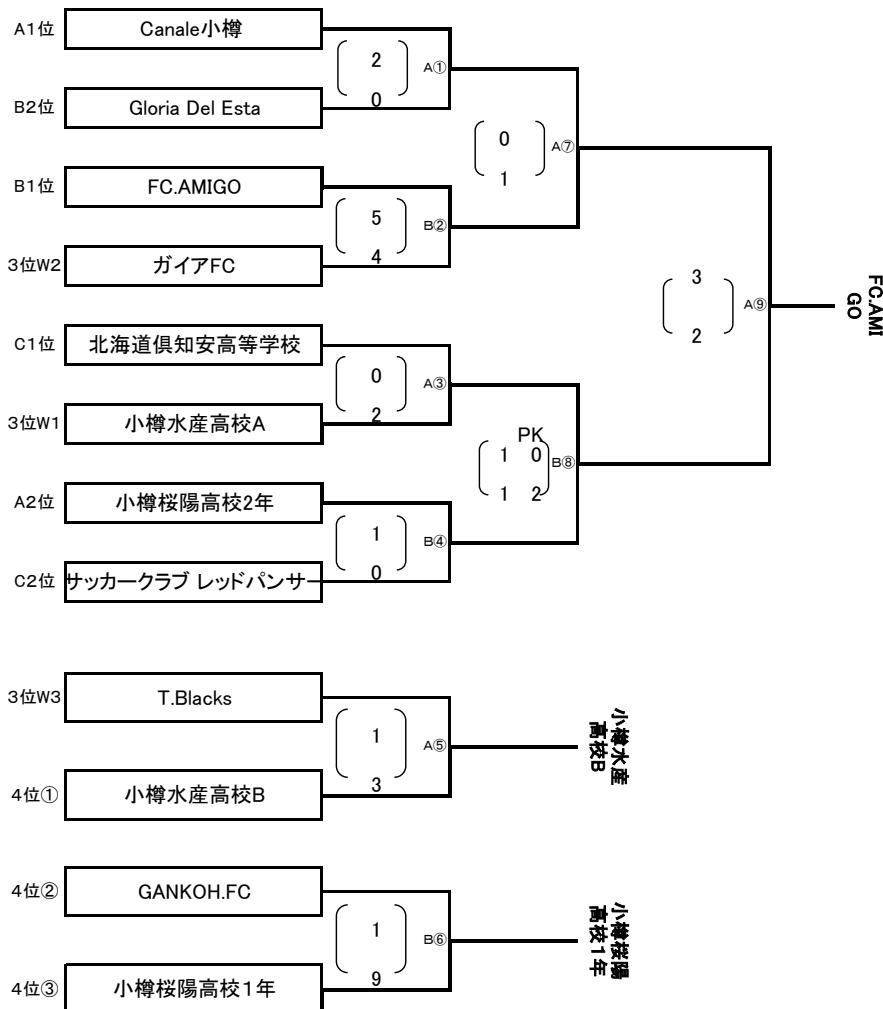 A1位 Canale小樽
2
A①
0
B2位 Gloria Del Esta
0
A⑦
1
B1位 FC.AMIGO
5
B②
4
3位W2 ガイアFC
3
A⑨
2
FC.AMI
GO
C1位 北海道倶知安高等学校
0
A③
2
3位W1 小樽水産高校A
PK
1 0
B⑧
1 2
A2位 小樽桜陽高校2年
1
B④
0
C2位 サッカークラブ レッドパンサー
3位W3 T.Blacks
1
A⑤
3
小樽水産
高校B
4位① 小樽水産高校B
4位② GANKOH.FC
1
B⑥
9
小樽桜陽
高校1年
4位③ 小樽桜陽高校1年